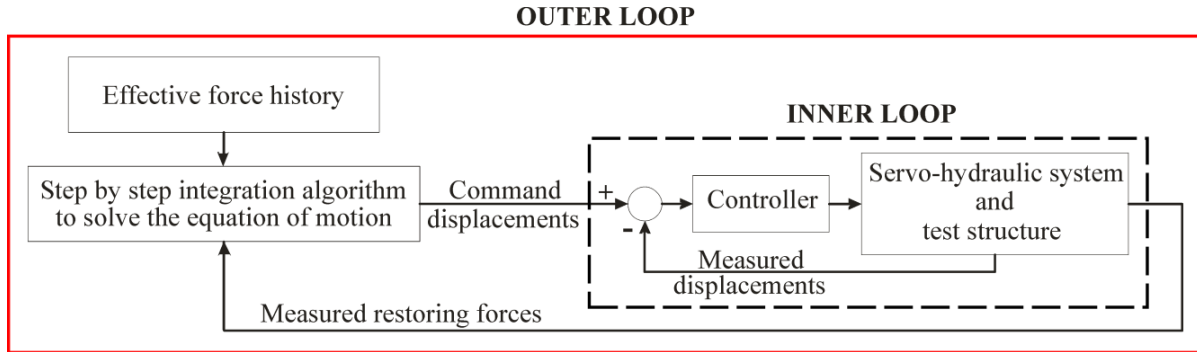 OUTER LOOP
Effective force history
INNER LOOP
Step by step integration algorithm
to solve the equation of motion
Command
displacements
+
-
Controller
Servo-hydraulic system
and
test structure
Measured
displacements
Measured restoring forces